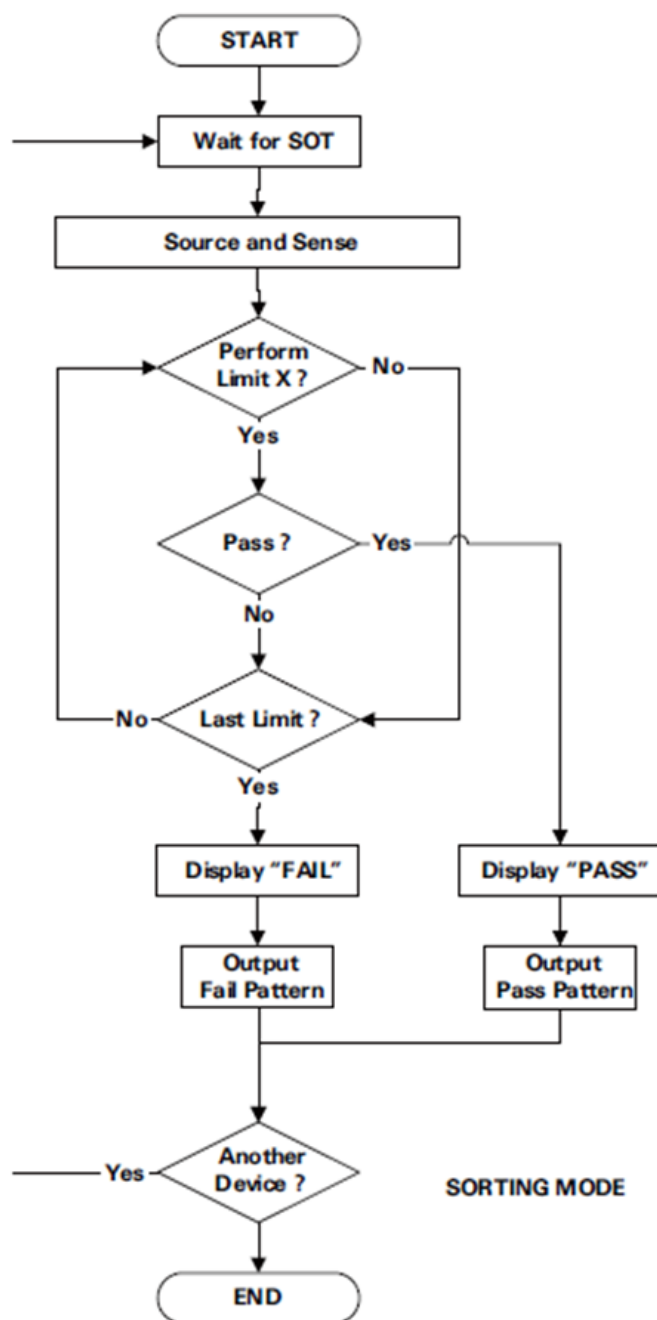 START
Wait for SOT
Source and Sense
Perform
Limit X ?
No
Yes
Pass ?
Yes
No
Last Limit ?
No
Yes
Display "FAIL"
Display "PASS"
Output
Fail Pattern
Output
Pass Pattern
Another
Device ?
Yes
SORTING MODE
END